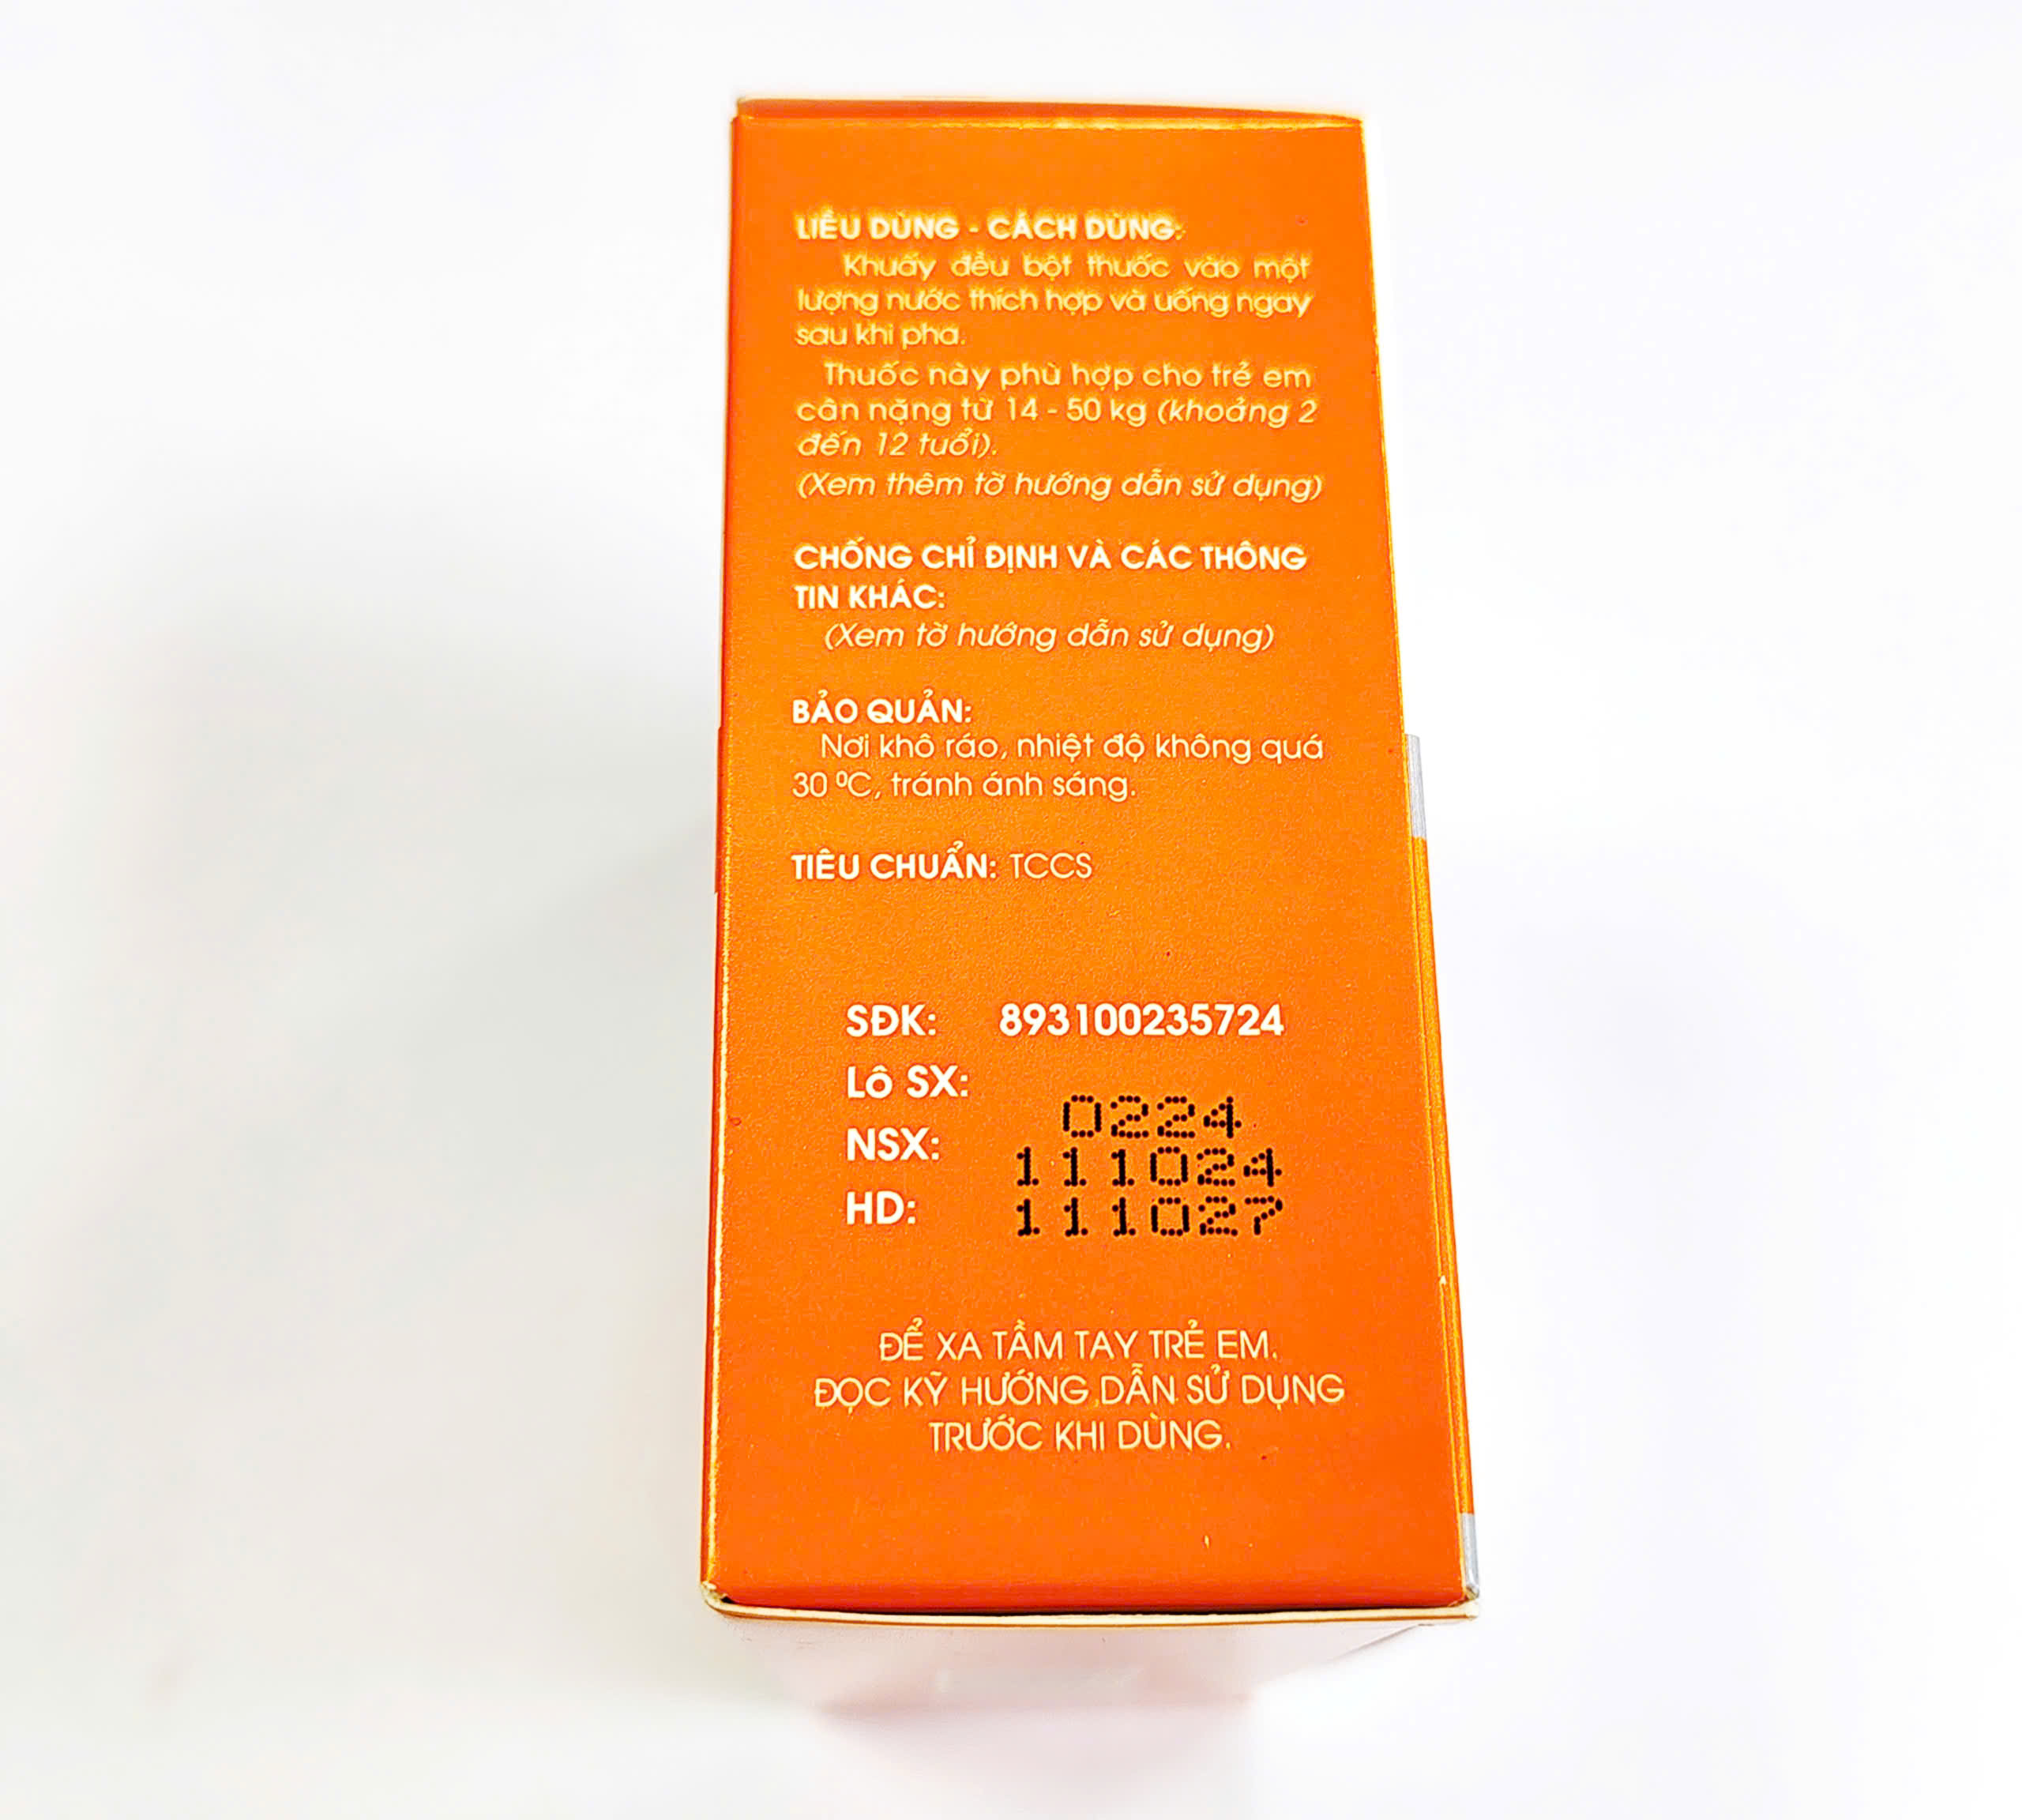 LIỀU DÙNG - CÁCH DÙNG:
Khuấy đều bột thuốc vào một
lượng nước thích hợp và uống ngay
sau khi pha.
Thuốc này phù hợp cho trẻ em
cân nặng từ 14 - 50 kg (khoảng 2
đến 12 tuổi).
(Xem thêm tờ hướng dẫn sử dụng)
CHỐNG CHỈ ĐỊNH VÀ CÁC THÔNG
TIN KHÁC:
(Xem tờ hướng dẫn sử dụng)
BẢO QUẢN:
Nơi khô ráo, nhiệt độ không quá
30 ⁰C, tránh ánh sáng.
TIÊU CHUẨN: TCCS
SĐK: 893100235724
Lô SX: 0224
NSX: 111024
HD: 111027
ĐỂ XA TẦM TAY TRẺ EM.
ĐỌC KỸ HƯỚNG DẪN SỬ DỤNG
TRƯỚC KHI DÙNG.